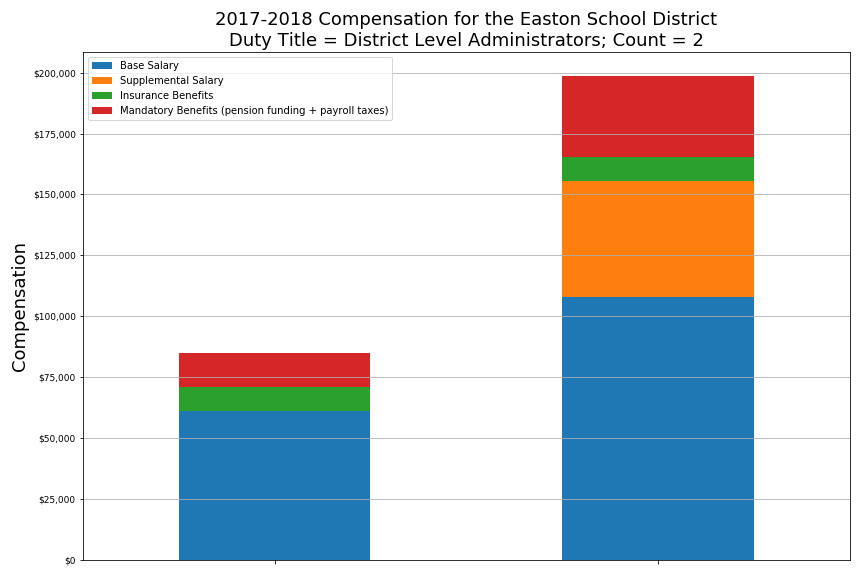 2017-2018 Compensation for the Easton School District
Duty Title = District Level Administrators; Count = 2
Base Salary
Supplemental Salary
Insurance Benefits
Mandatory Benefits (pension funding + payroll taxes)
Compensation
$200,000
$175,000
$150,000
$125,000
$100,000
$75,000
$50,000
$25,000
$0